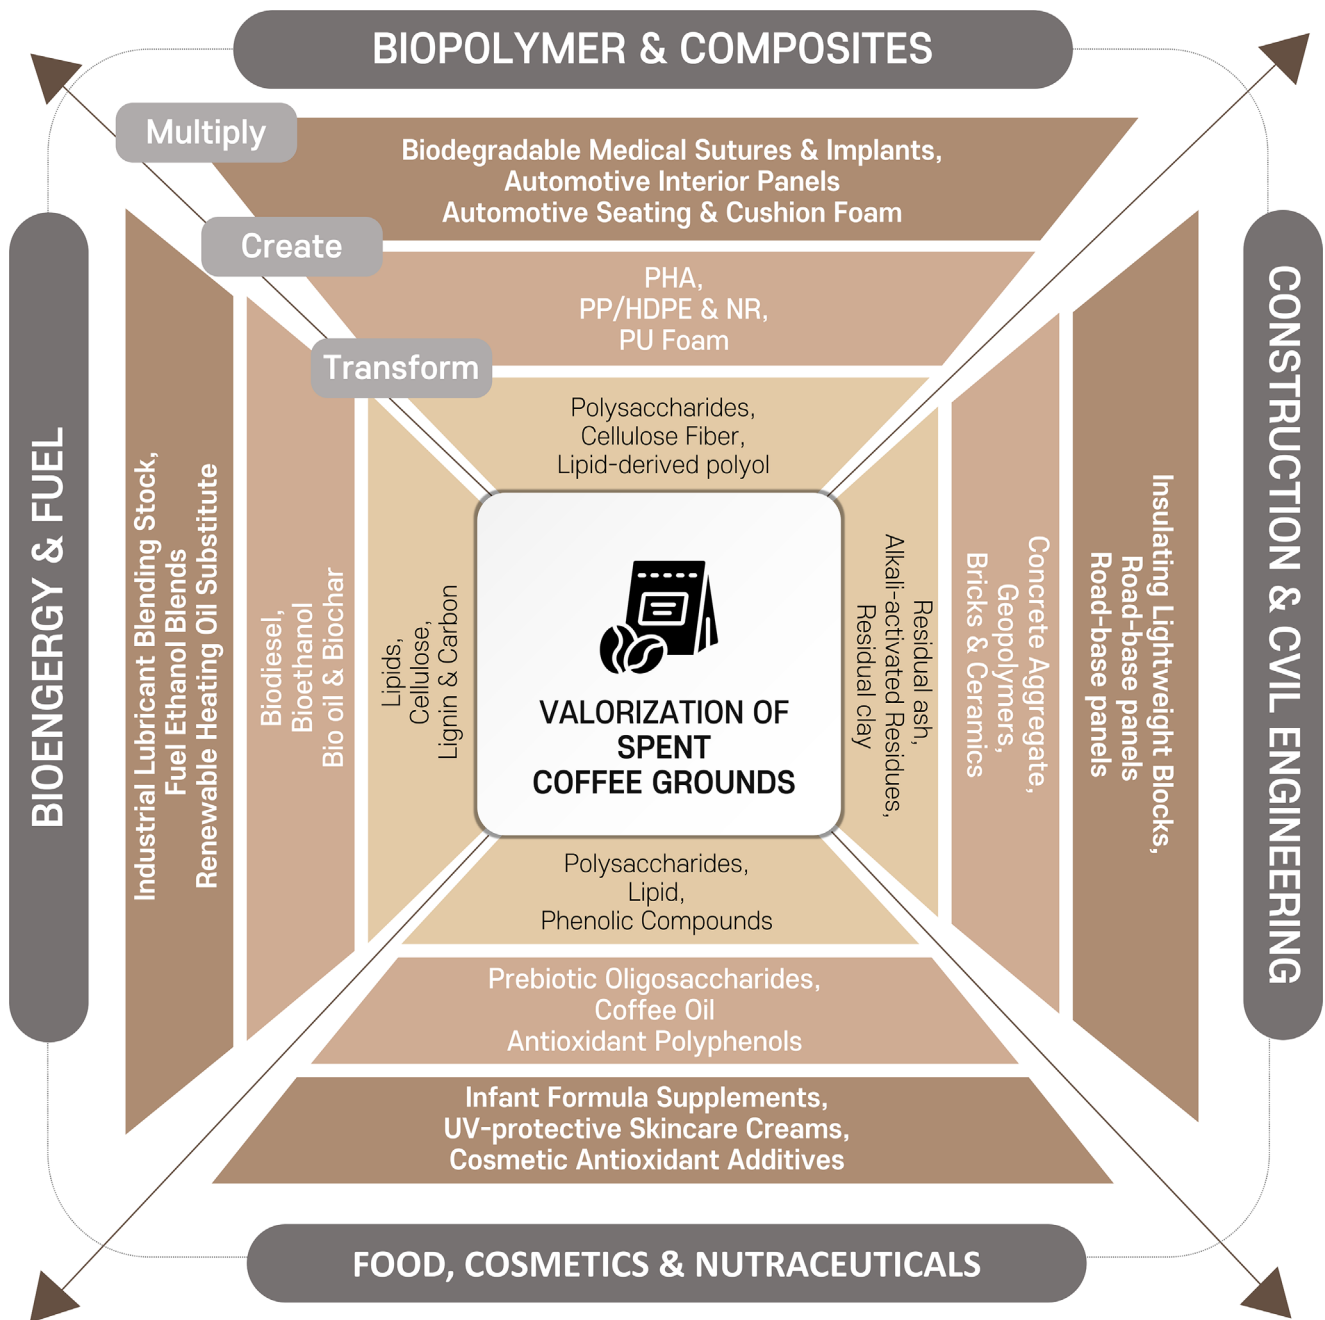 BIOPOLYMER & COMPOSITES
Multiply
Biodegradable Medical Sutures & Implants,
Automotive Interior Panels
Automotive Seating & Cushion Foam
Create
PHA,
PP/HDPE & NR,
PU Foam
Transform
Polysaccharides,
Cellulose Fiber,
Lipid-derived polyol
BIOENGERGY & FUEL
Industrial Lubricant Blending Stock,
Fuel Ethanol Blends
Renewable Heating Oil Substitute
Biodiesel,
Bioethanol
Bio oil & Biochar
Lipids,
Cellulose,
Lignin & Carbon
VALORIZATION OF
SPENT
COFFEE GROUNDS
Residual ash,
Alkali-activated Residues,
Residual clay
Concrete Aggregate,
Geopolymers,
Bricks & Ceramics
Insulating Lightweight Blocks,
Road-base panels
Road-base panels
CONSTRUCTION & CVIL ENGINEERING
Polysaccharides,
Lipid,
Phenolic Compounds
Prebiotic Oligosaccharides,
Coffee Oil
Antioxidant Polyphenols
Infant Formula Supplements,
UV-protective Skincare Creams,
Cosmetic Antioxidant Additives
FOOD, COSMETICS & NUTRACEUTICALS